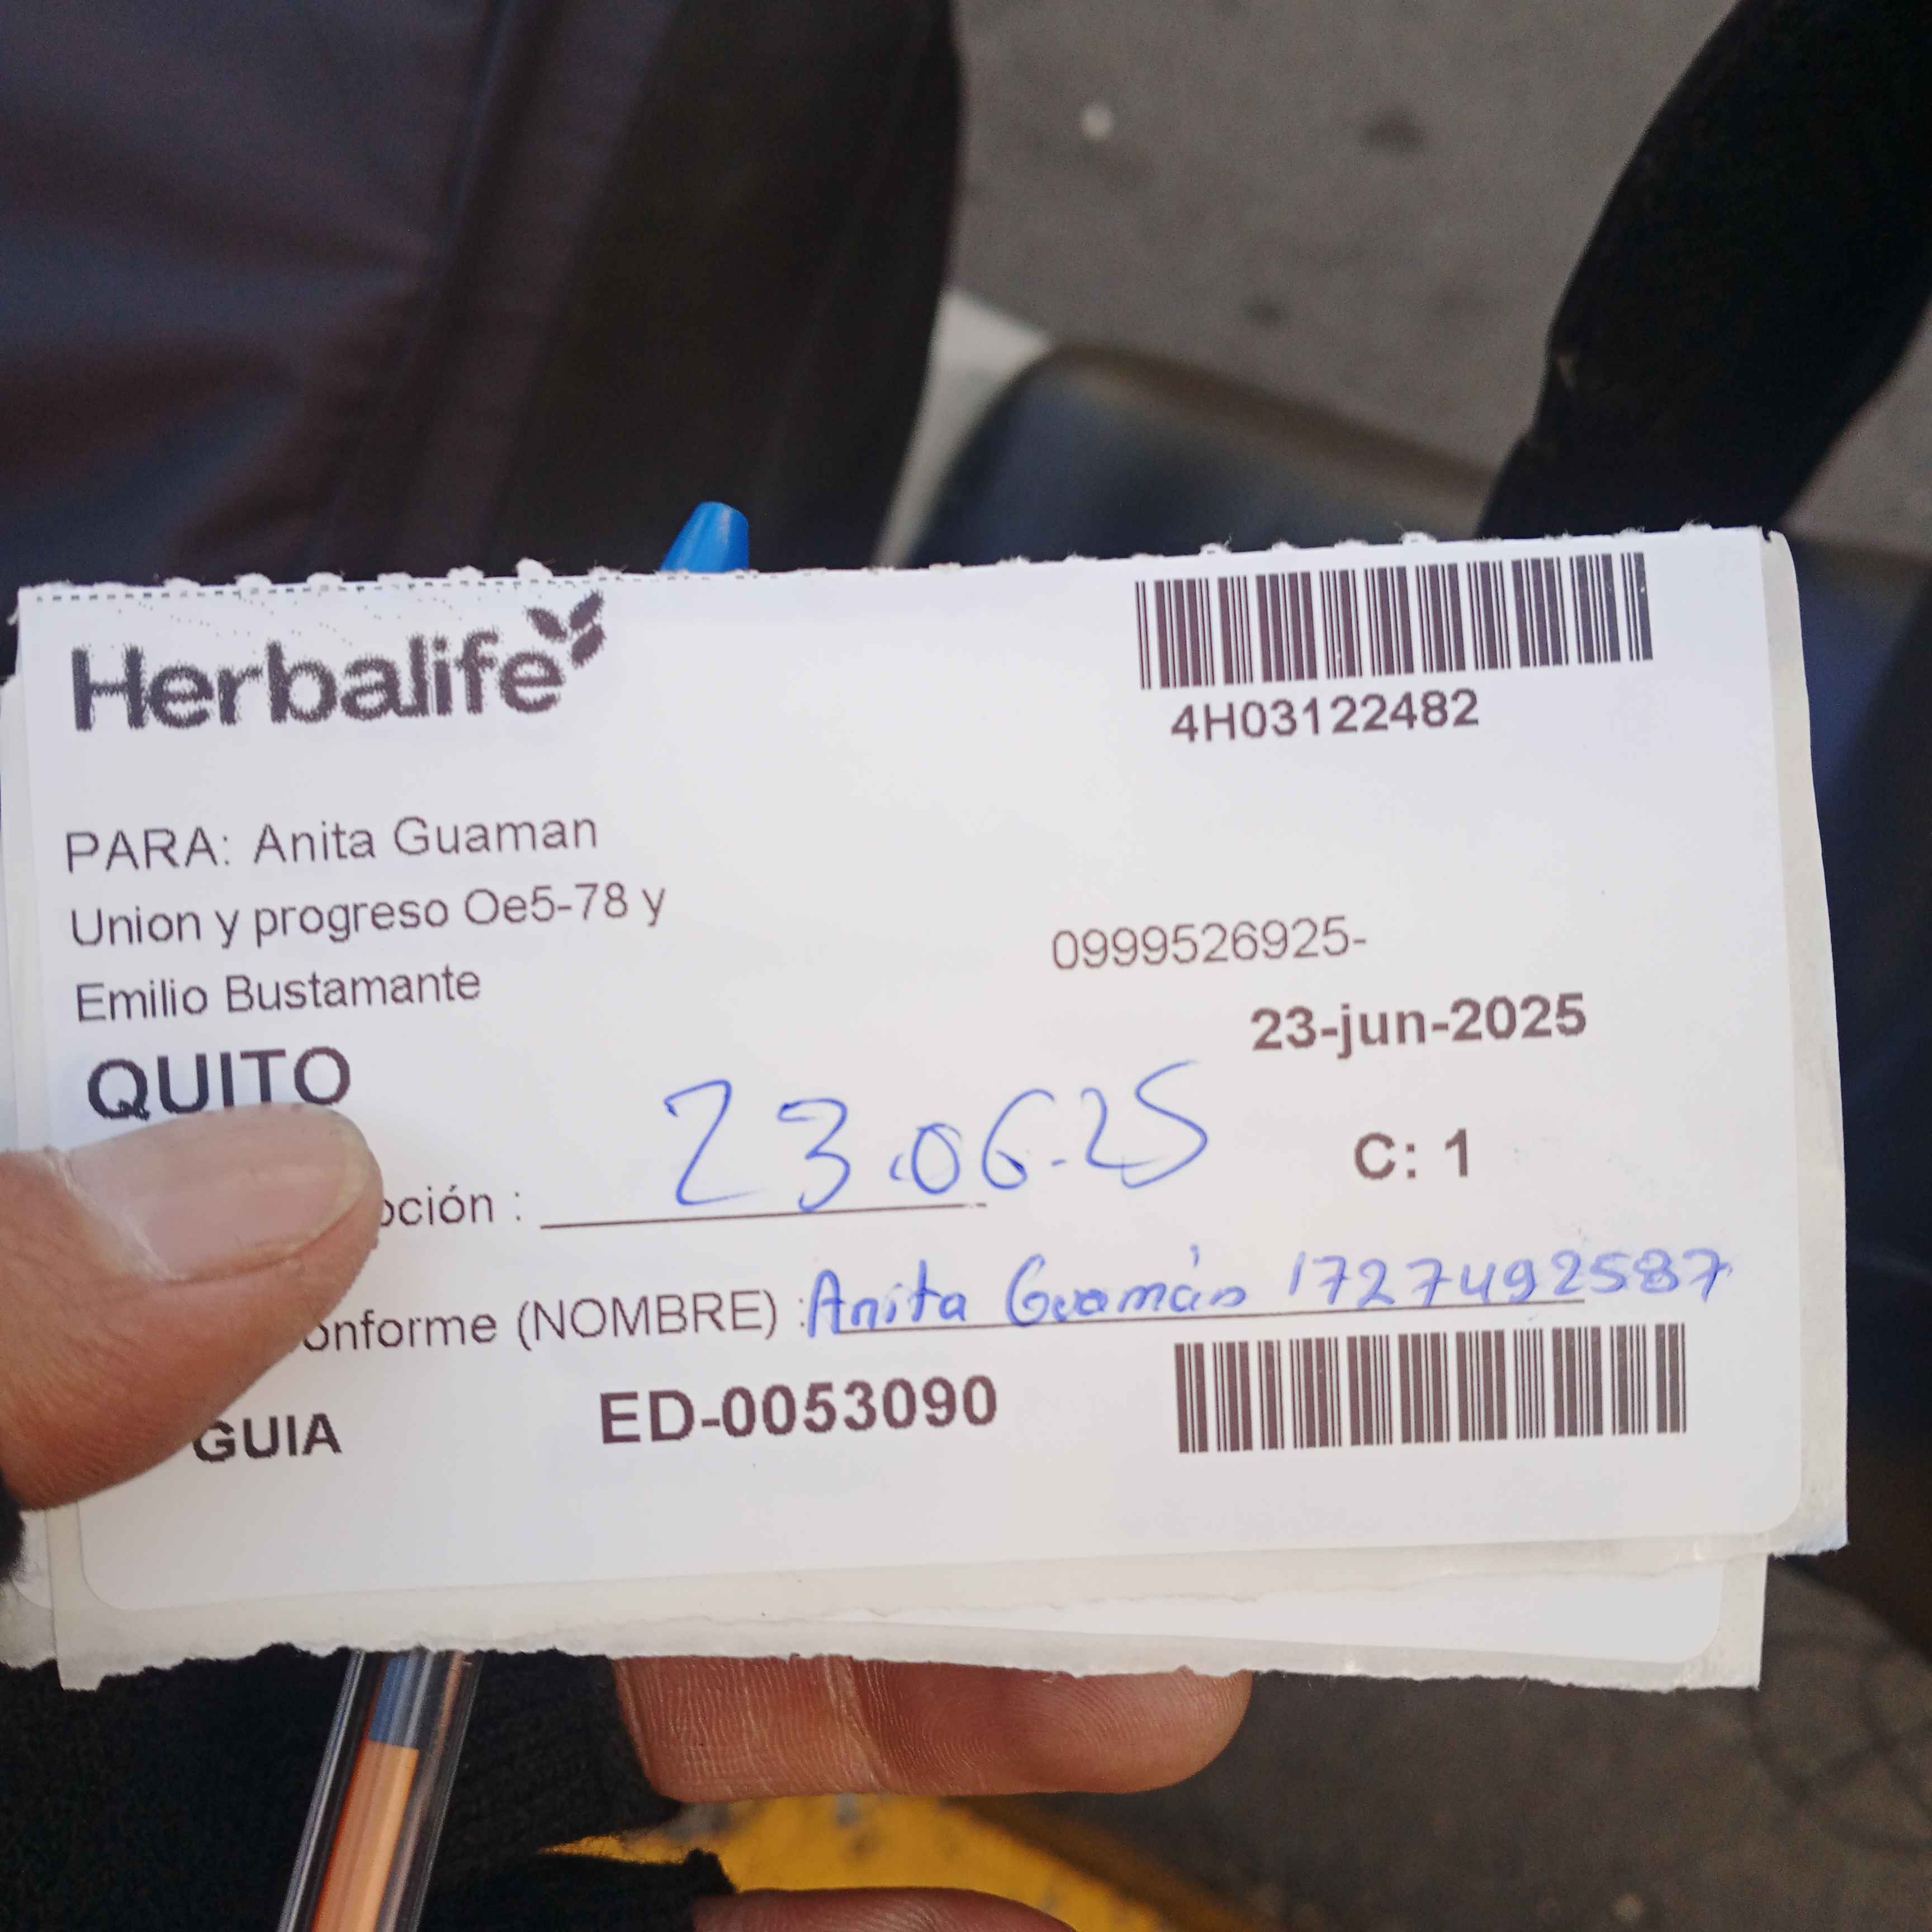 Herbalife
4H03122482
PARA: Anita Guaman
Union y progreso Oe5-78 y
Emilio Bustamante
0999526925-
23-jun-2025
QUITO
23.06-25
C: 1
pción :
onforme (NOMBRE) : Anita Guamán 1727492587
GUIA
ED-0053090